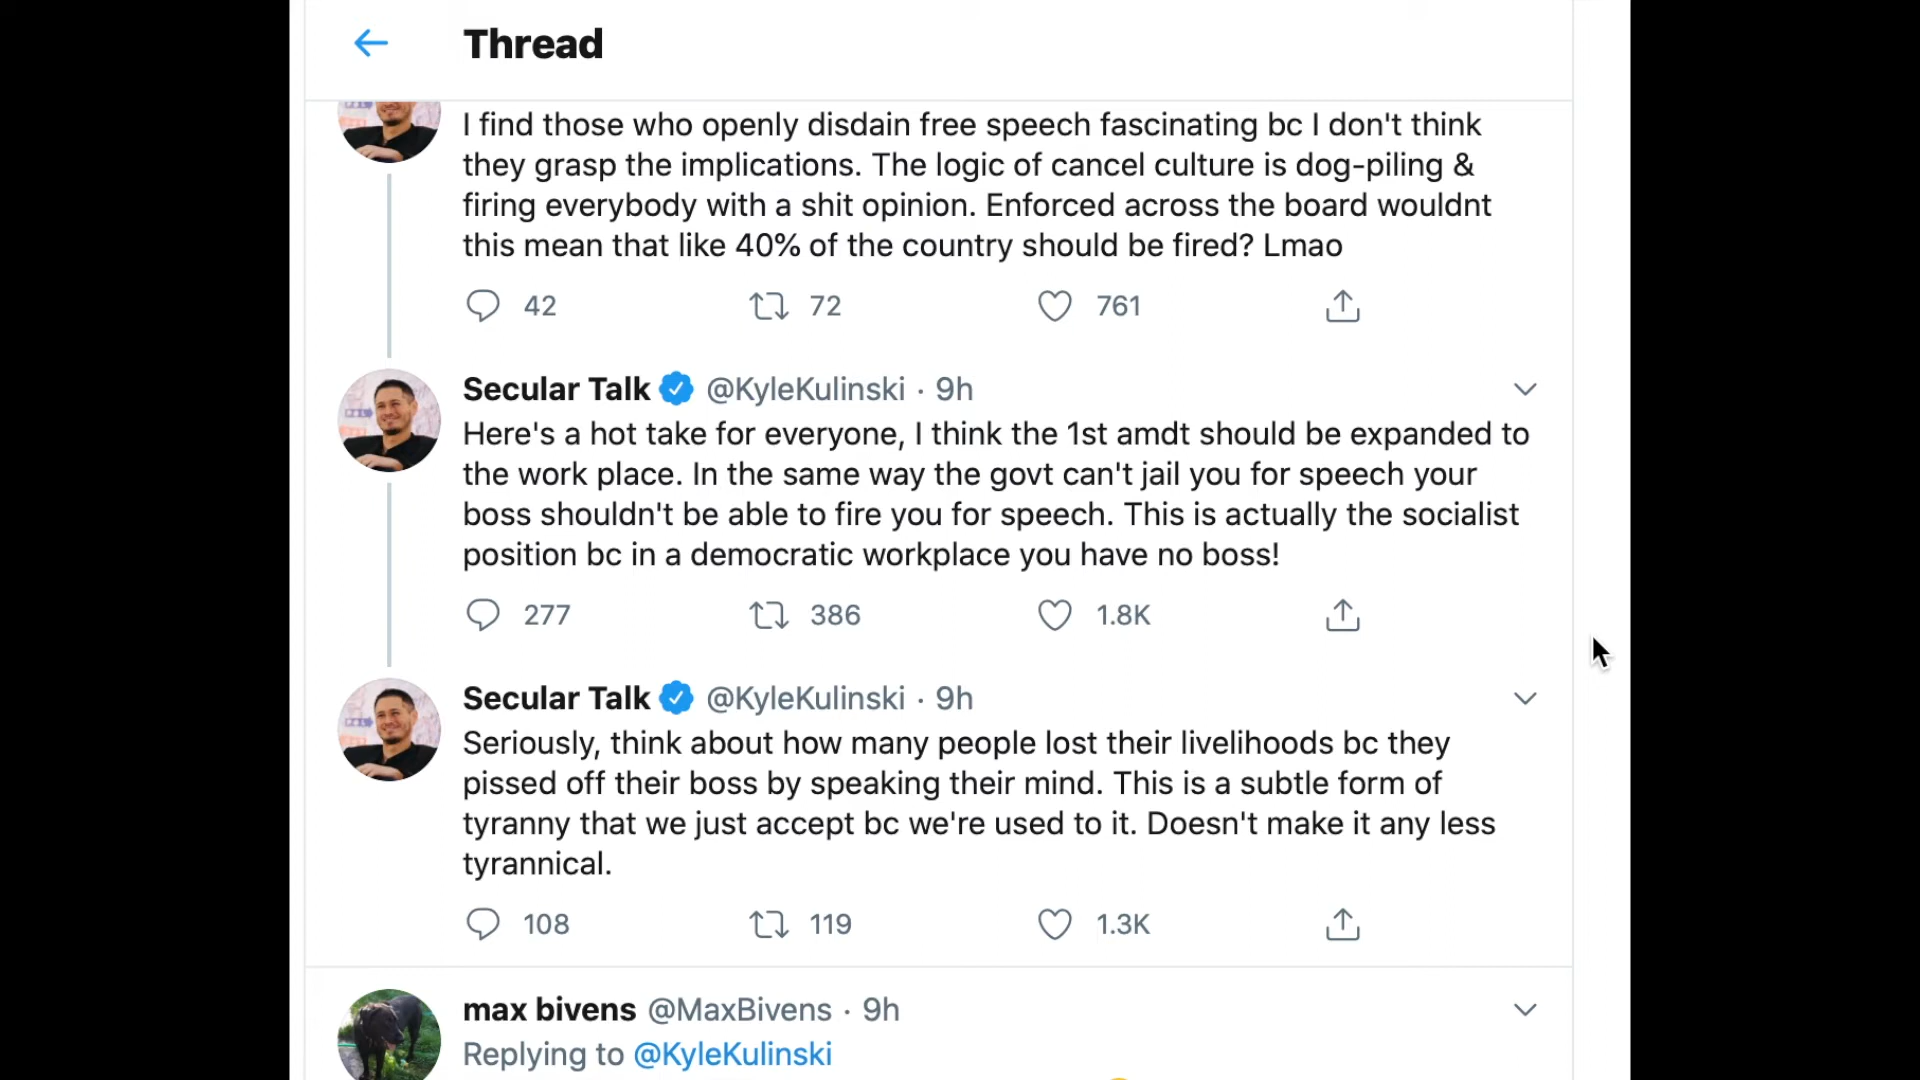 Thread
I find those who openly disdain free speech fascinating bc I don't think
they grasp the implications. The logic of cancel culture is dog-piling &
firing everybody with a shit opinion. Enforced across the board wouldnt
this mean that like 40% of the country should be fired? Lmao
42 72 761
Secular Talk @KyleKulinski · 9h
Here's a hot take for everyone, I think the 1st amdt should be expanded to
the work place. In the same way the govt can't jail you for speech your
boss shouldn't be able to fire you for speech. This is actually the socialist
position bc in a democratic workplace you have no boss!
277 386 1.8K
Secular Talk @KyleKulinski · 9h
Seriously, think about how many people lost their livelihoods bc they
pissed off their boss by speaking their mind. This is a subtle form of
tyranny that we just accept bc we're used to it. Doesn't make it any less
tyrannical.
108 119 1.3K
max bivens @MaxBivens · 9h
Replying to @KyleKulinski